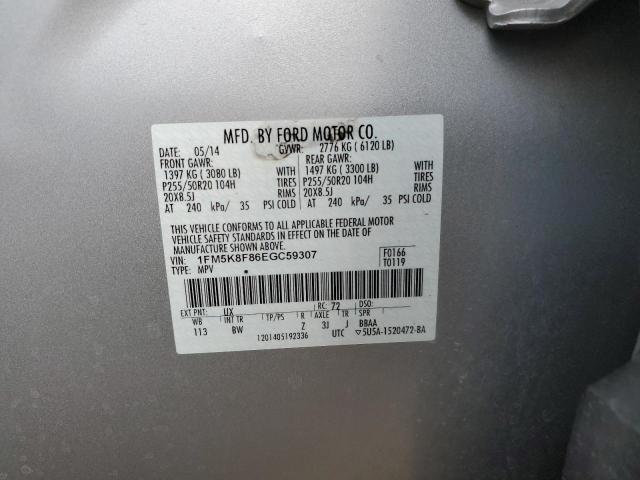 MFD. BY FORD MOTOR CO.
DATE: 05/14 GVWR: 2776 KG ( 6120 LB)
FRONT GAWR: REAR GAWR:
1397 KG ( 3080 LB) WITH 1497 KG ( 3300 LB) WITH
P255/50R20 104H TIRES P255/50R20 104H TIRES
20X8.5J RIMS 20X8.5J RIMS
AT 240 kPa/ 35 PSI COLD AT 240 kPa/ 35 PSI COLD
THIS VEHICLE CONFORMS TO ALL APPLICABLE FEDERAL MOTOR
VEHICLE SAFETY STANDARDS IN EFFECT ON THE DATE OF
MANUFACTURE SHOWN ABOVE.
VIN: 1FM5K8F86EGC59307 F0166
TYPE: MPV T0119
EXT PNT: UX RC: 72 DSO:
WB INT TR TP/PS R AXLE TR SPR
113 BW Z 3J J BBAA
1201405192336 UTC ▽5U5A-1520472-BA